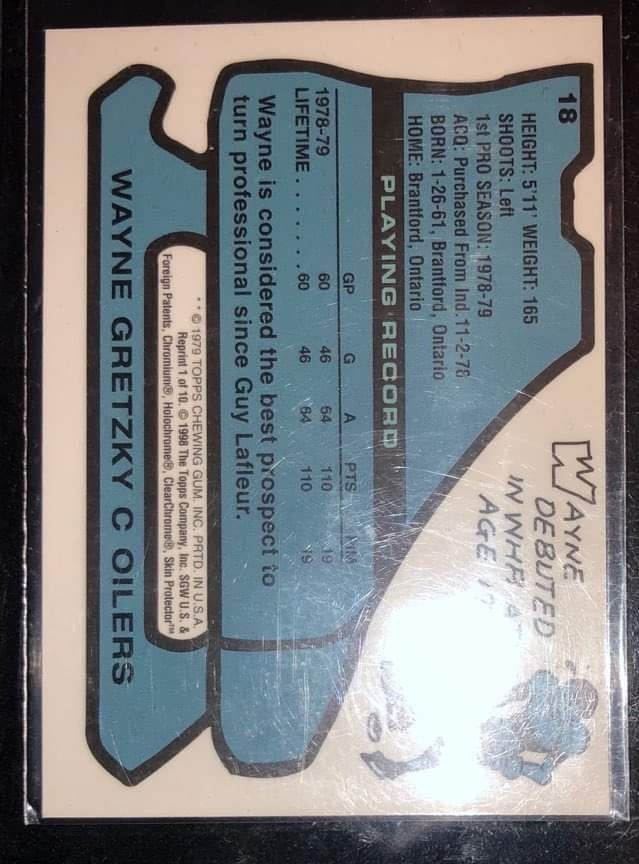 18
HEIGHT: 5'11' WEIGHT: 165
SHOOTS: Left
1st PRO SEASON: 1978-79
ACQ: Purchased From Ind. 11-2-78
BORN: 1-26-61, Brantford, Ontario
HOME: Brantford, Ontario
WAYNE
DEBUTED
IN WHA AT
AGE
PLAYING RECORD
GP G A PTS
1978-79 60 46 64 110 19
LIFETIME . . . . . . . . 60 46 64 110 19
Wayne is considered the best prospect to
turn professional since Guy Lafleur.
** © 1979 TOPPS CHEWING GUM, INC. PRTD. IN U.S.A.
Reprint 1 of 10. © 1998 The Topps Company, Inc. SGW U.S. &
Foreign Patents, Chromium®, Holochrome®, ClearChrome®, Skin Protector™
WAYNE GRETZKY C OILERS